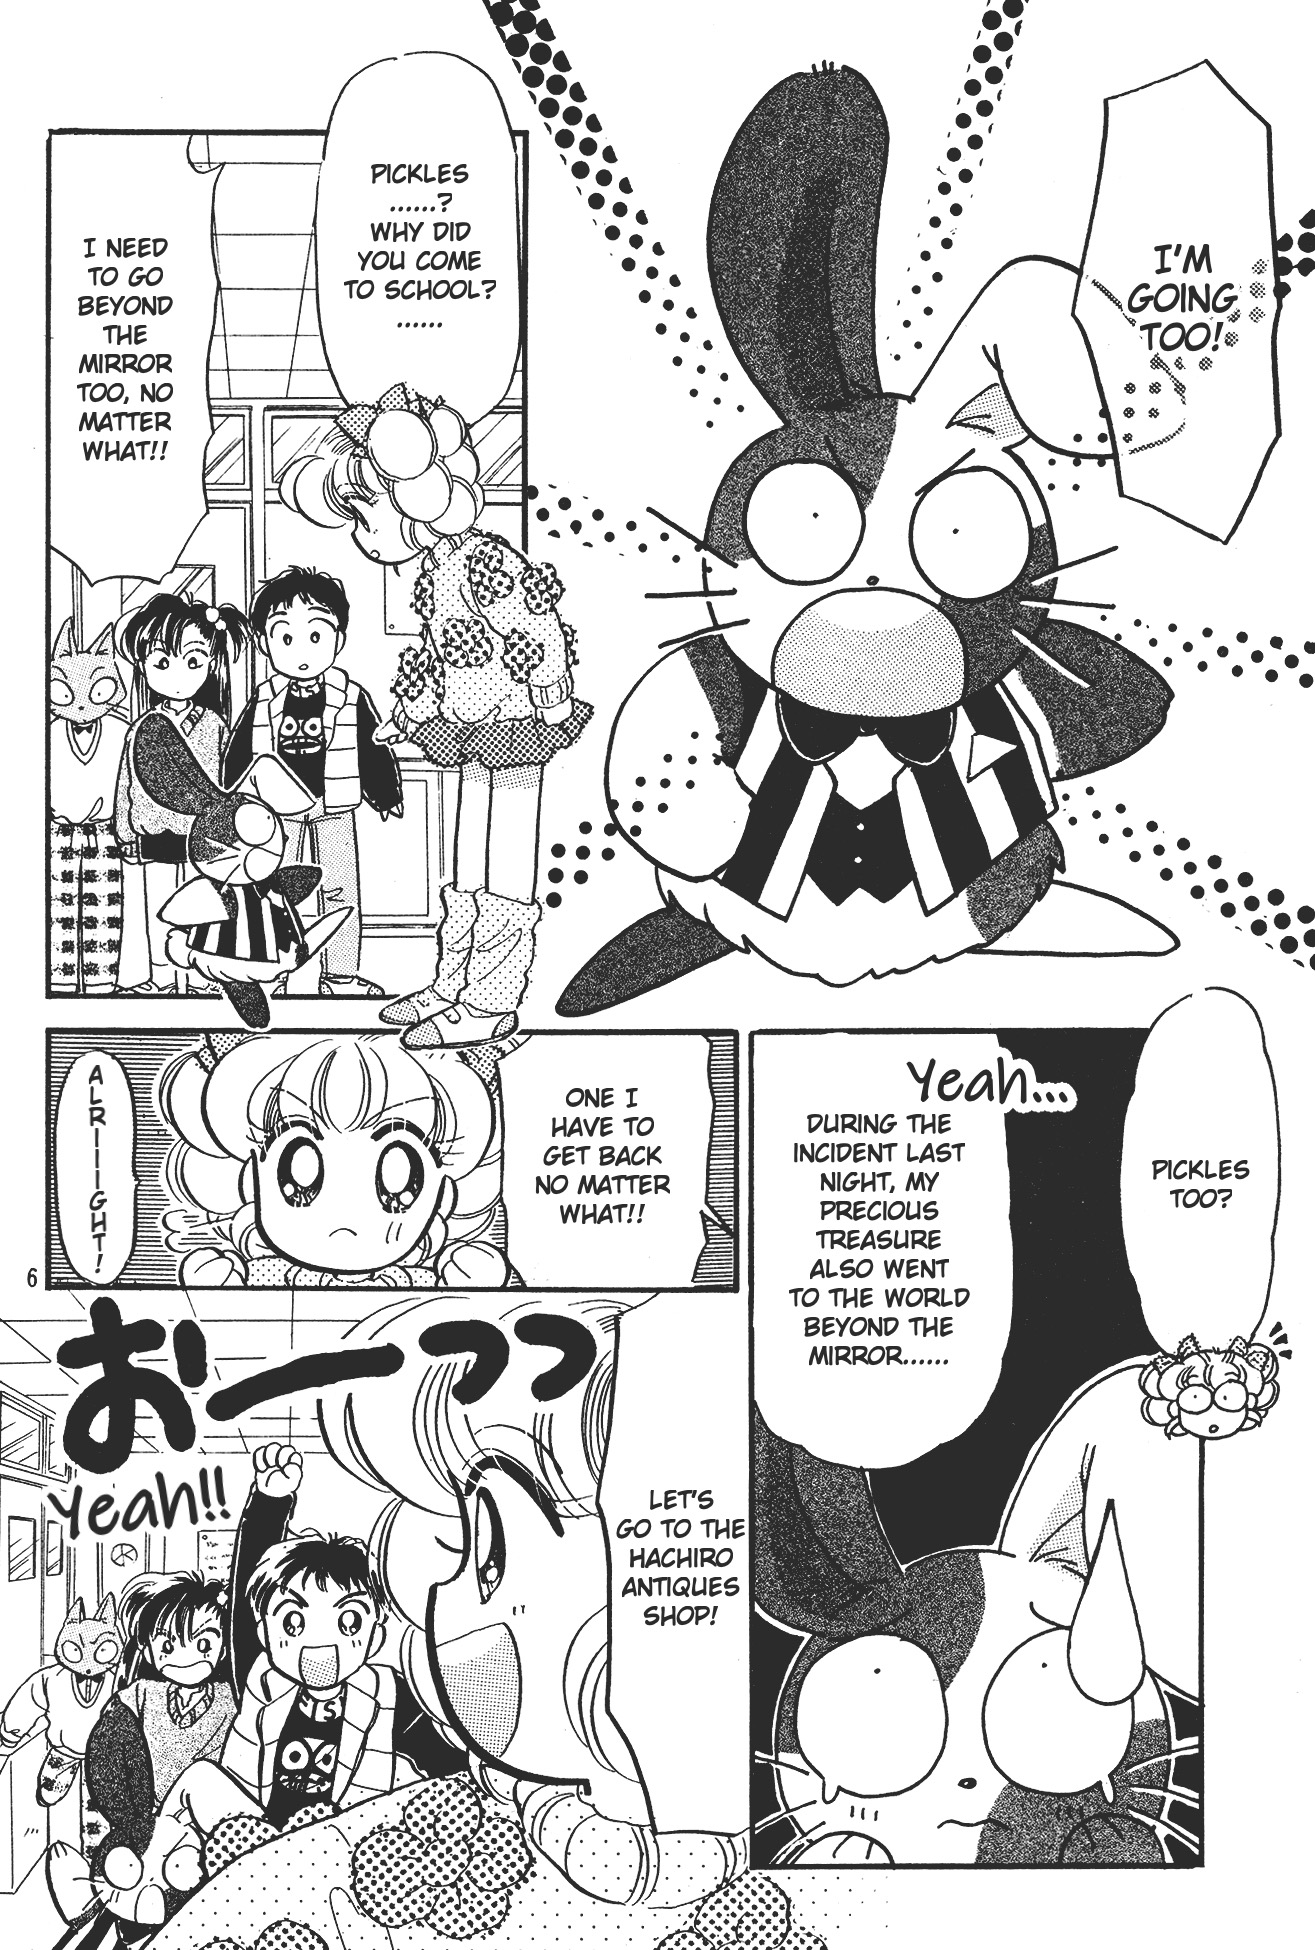 I'M
GOING
TOO!
PICKLES
......?
WHY DID
YOU COME
TO SCHOOL?
......
I NEED
TO GO
BEYOND
THE
MIRROR
TOO, NO
MATTER
WHAT!!
PICKLES
TOO?
Yeah...
DURING THE
INCIDENT LAST
NIGHT, MY
PRECIOUS
TREASURE
ALSO WENT
TO THE WORLD
BEYOND THE
MIRROR......
ONE I
HAVE TO
GET BACK
NO MATTER
WHAT!!
ALRIIIGHT!
6
LET'S
GO TO THE
HACHIRO
ANTIQUES
SHOP!
おーっっ
Yeah!!